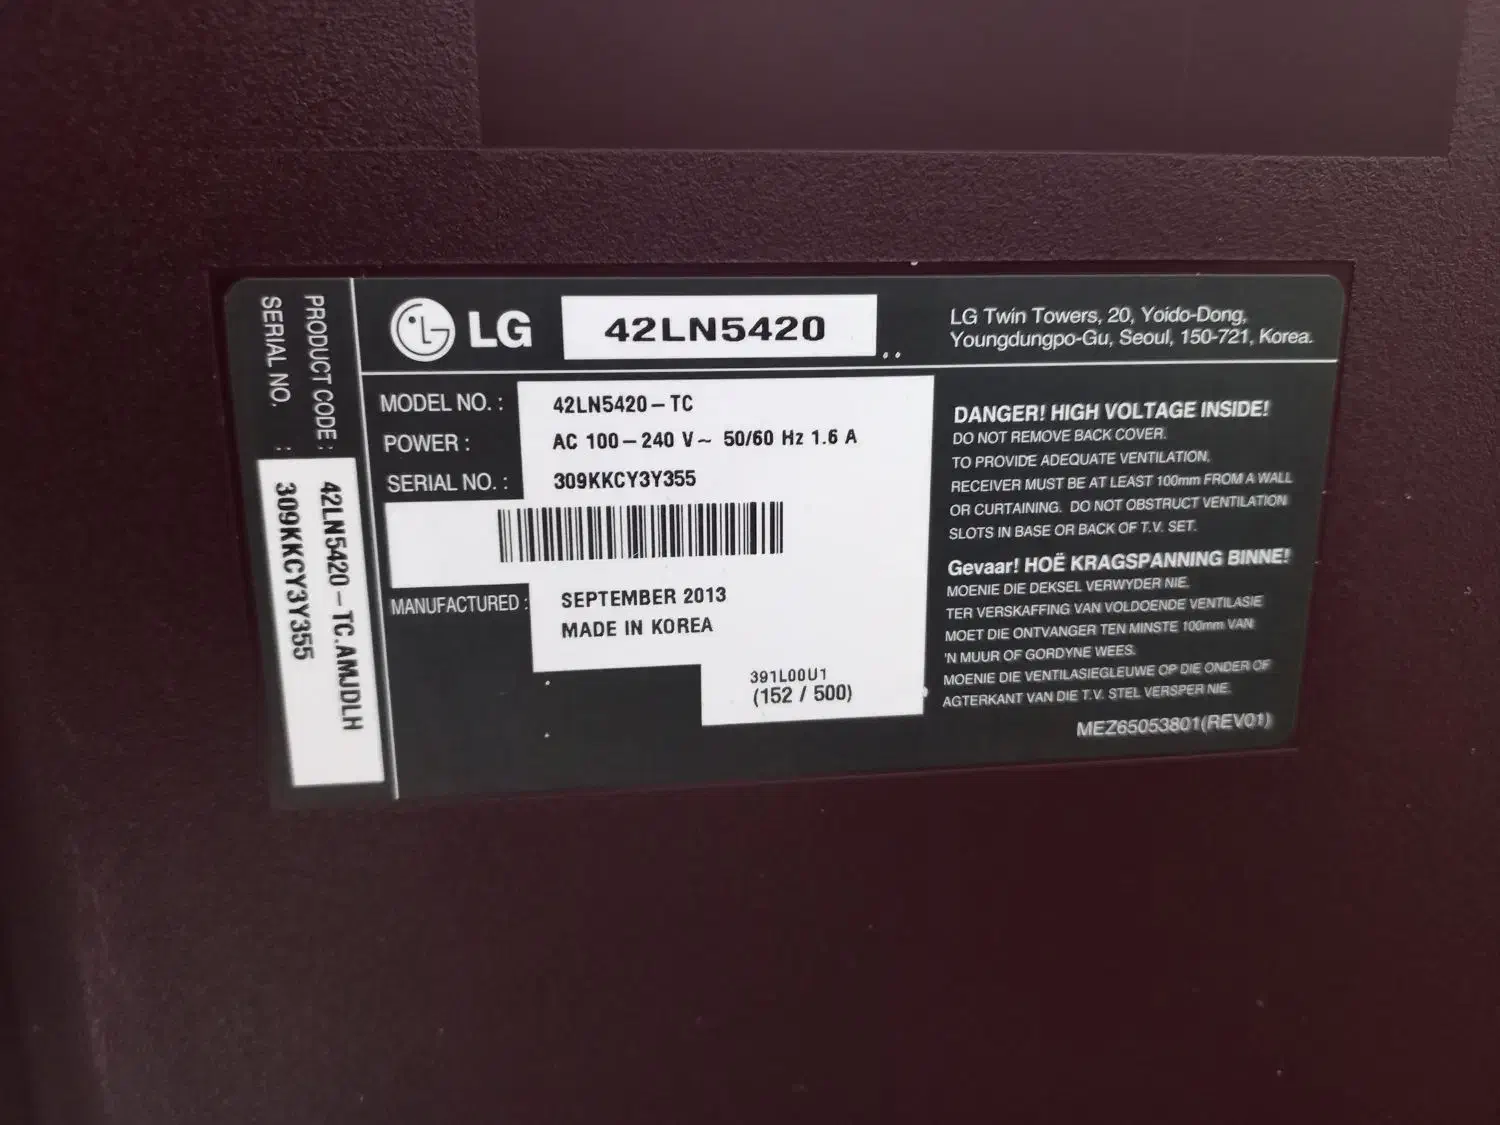 LG
42LN5420
LG Twin Towers, 20, Yoido-Dong,
Youngdungpo-Gu, Seoul, 150-721, Korea.
MODEL NO. : 42LN5420-TC
POWER : AC 100-240 V~ 50/60 Hz 1.6 A
SERIAL NO. : 309KKCY3Y355
MANUFACTURED : SEPTEMBER 2013
MADE IN KOREA
391L00U1
(152 / 500)
DANGER! HIGH VOLTAGE INSIDE!
DO NOT REMOVE BACK COVER.
TO PROVIDE ADEQUATE VENTILATION,
RECEIVER MUST BE AT LEAST 100mm FROM A WALL
OR CURTAINING. DO NOT OBSTRUCT VENTILATION
SLOTS IN BASE OR BACK OF T.V. SET.
Gevaar! HOË KRAGSPANNING BINNE!
MOENIE DIE DEKSEL VERWYDER NIE.
TER VERSKAFFING VAN VOLDOENDE VENTILASIE
MOET DIE ONTVANGER TEN MINSTE 100mm VAN
'N MUUR OF GORDYNE WEES.
MOENIE DIE VENTILASIEGLEUWE OP DIE ONDER OF
AGTERKANT VAN DIE T.V. STEL VERSPER NIE.
MEZ65053801(REV01)
PRODUCT CODE : 42LN5420-TC.AMJDLH
SERIAL NO. : 309KKCY3Y355